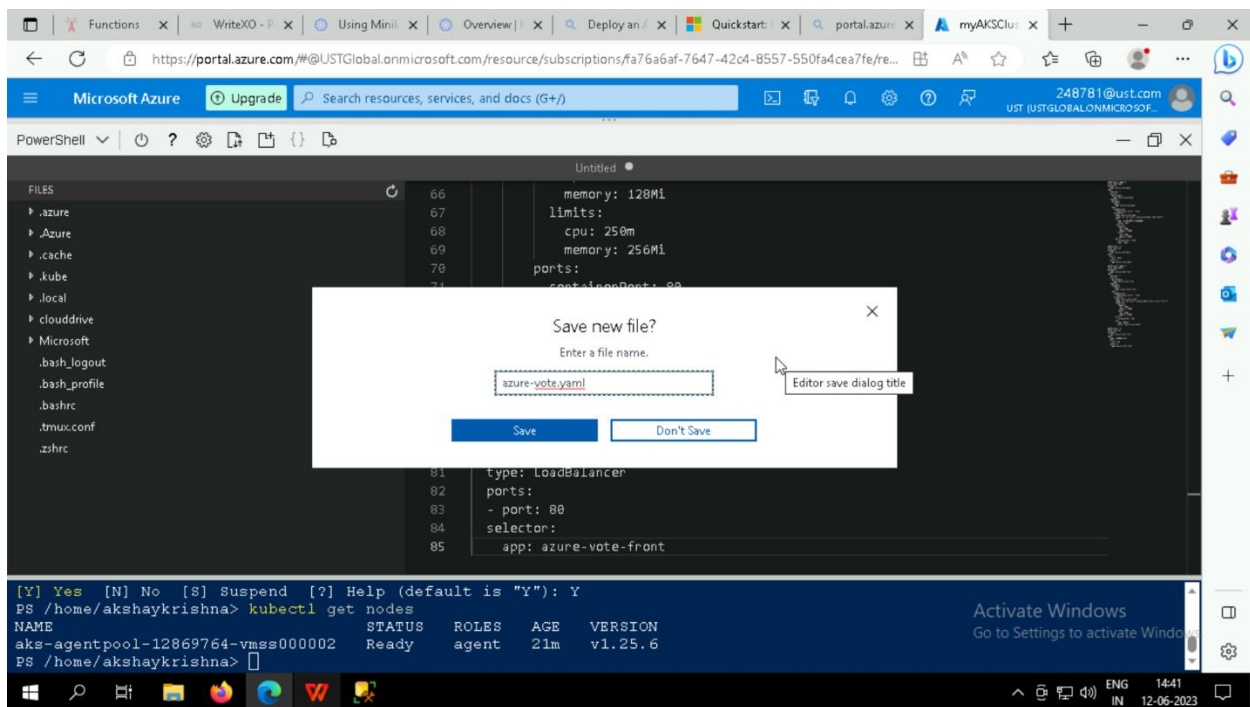 Functions
WriteXO - P
Using Minik
Overview |
Deploy an A
Quickstart:
portal.azure
myAKSClus
https://portal.azure.com/#@USTGlobal.onmicrosoft.com/resource/subscriptions/fa76a6af-7647-42c4-8557-550fa4cea7fe/re...
Microsoft Azure
Upgrade
Search resources, services, and docs (G+/)
248781@ust.com
UST (USTGLOBAL.ONMICROSOF...
PowerShell
Untitled
FILES
.azure
.Azure
.cache
.kube
.local
clouddrive
Microsoft
.bash_logout
.bash_profile
.bashrc
.tmux.conf
.zshrc
66 memory: 128Mi
67 limits:
68 cpu: 250m
69 memory: 256Mi
70 ports:
71 containerPort: 80
Save new file?
Enter a file name.
azure-vote.yaml
Editor save dialog title
Save
Don't Save
81 type: LoadBalancer
82 ports:
83 - port: 80
84 selector:
85 app: azure-vote-front
[Y] Yes [N] No [S] Suspend [?] Help (default is "Y"): Y
PS /home/akshaykrishna> kubectl get nodes
NAME STATUS ROLES AGE VERSION
aks-agentpool-12869764-vmss000002 Ready agent 21m v1.25.6
PS /home/akshaykrishna>
Activate Windows
Go to Settings to activate Windows
ENG
IN
14:41
12-06-2023